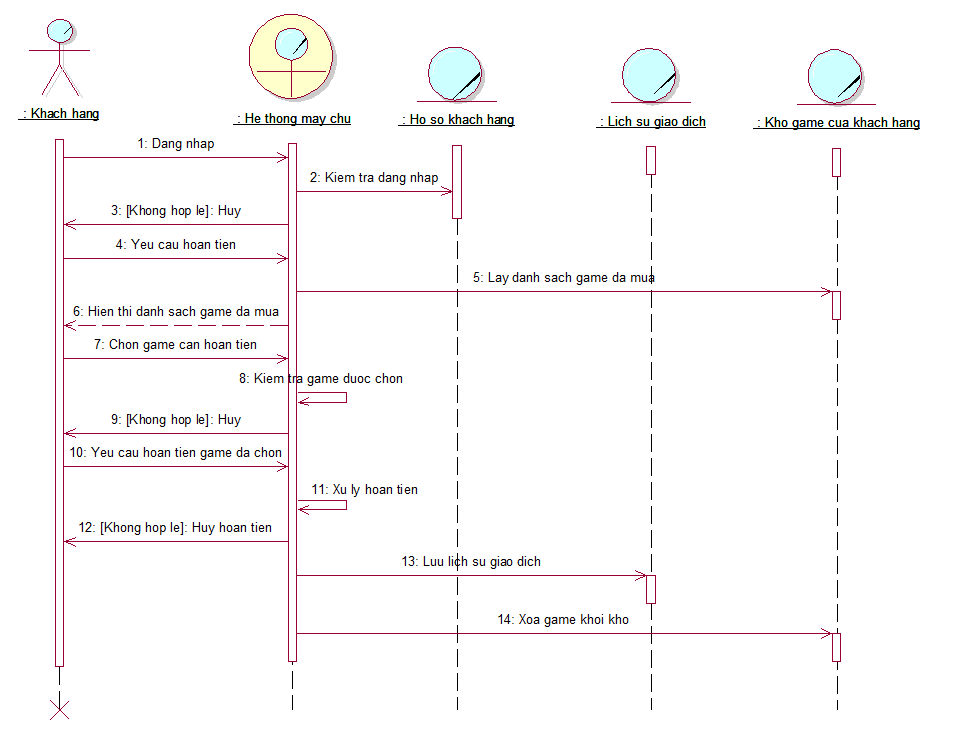 : Khach hang
: He thong may chu
: Ho so khach hang
: Lich su giao dich
: Kho game cua khach hang
1: Dang nhap
2: Kiem tra dang nhap
3: [Khong hop le]: Huy
4: Yeu cau hoan tien
5: Lay danh sach game da mua
6: Hien thi danh sach game da mua
7: Chon game can hoan tien
8: Kiem tra game duoc chon
9: [Khong hop le]: Huy
10: Yeu cau hoan tien game da chon
11: Xu ly hoan tien
12: [Khong hop le]: Huy hoan tien
13: Luu lich su giao dich
14: Xoa game khoi kho